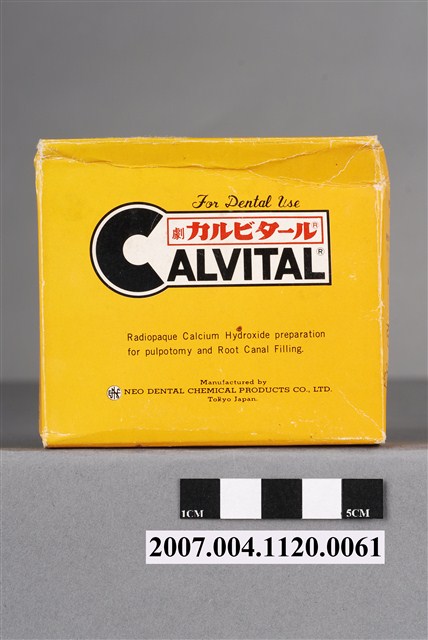 For Dental Use
劇 カルビタール®
CALVITAL®
Radiopaque Calcium Hydroxide preparation
for pulpotomy and Root Canal Filling.
Manufactured by
NEO DENTAL CHEMICAL PRODUCTS CO., LTD.
Tokyo Japan.
1CM 5CM
2007.004.1120.0061